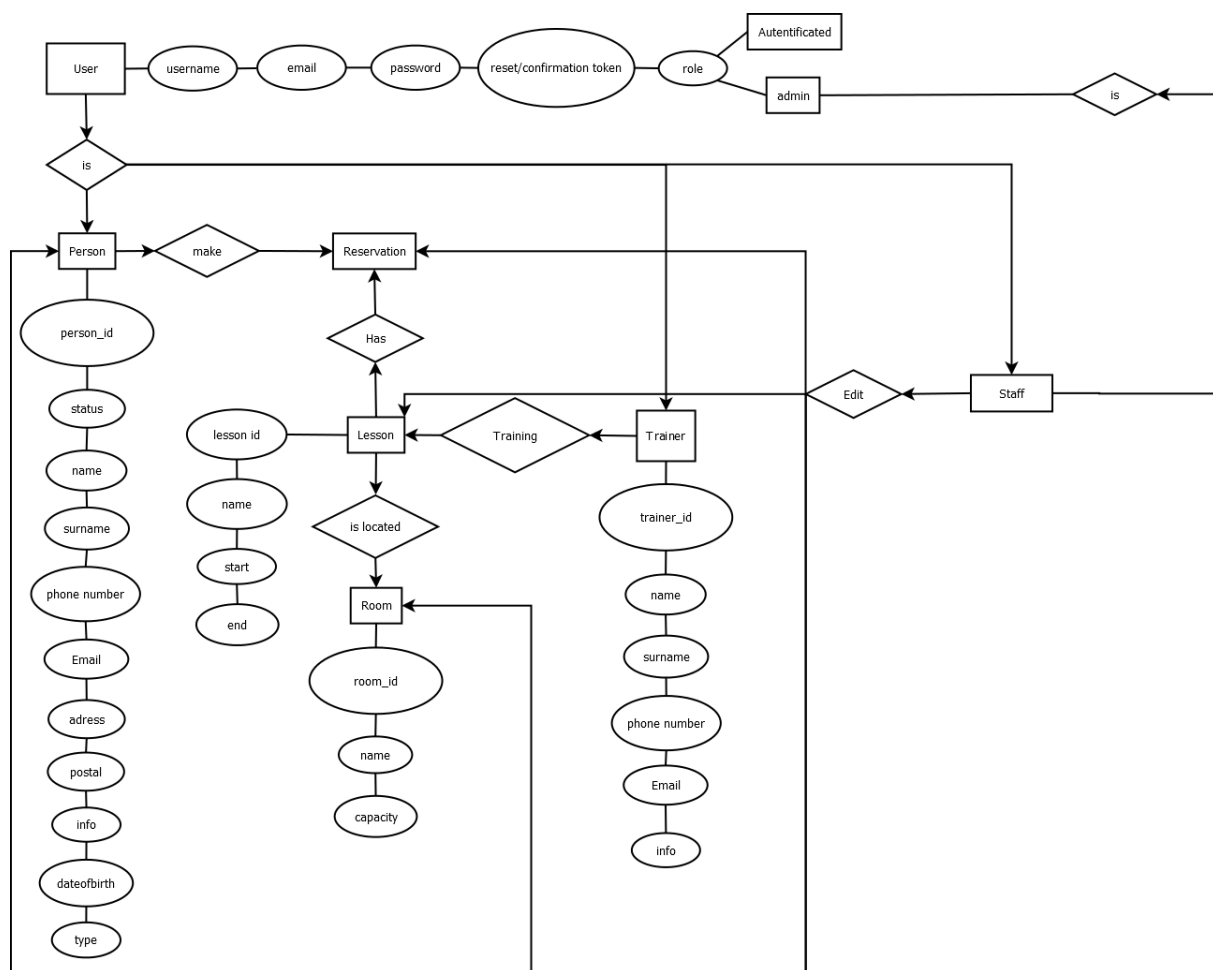 Autentificated
User
username
email
password
reset/confirmation token
role
admin
is
is
Person
make
Reservation
person_id
Has
status
Edit
Staff
lesson id
Lesson
Training
Trainer
name
name
trainer_id
surname
is located
start
phone number
Room
name
end
Email
room_id
surname
adress
phone number
postal
name
Email
info
capacity
info
dateofbirth
type